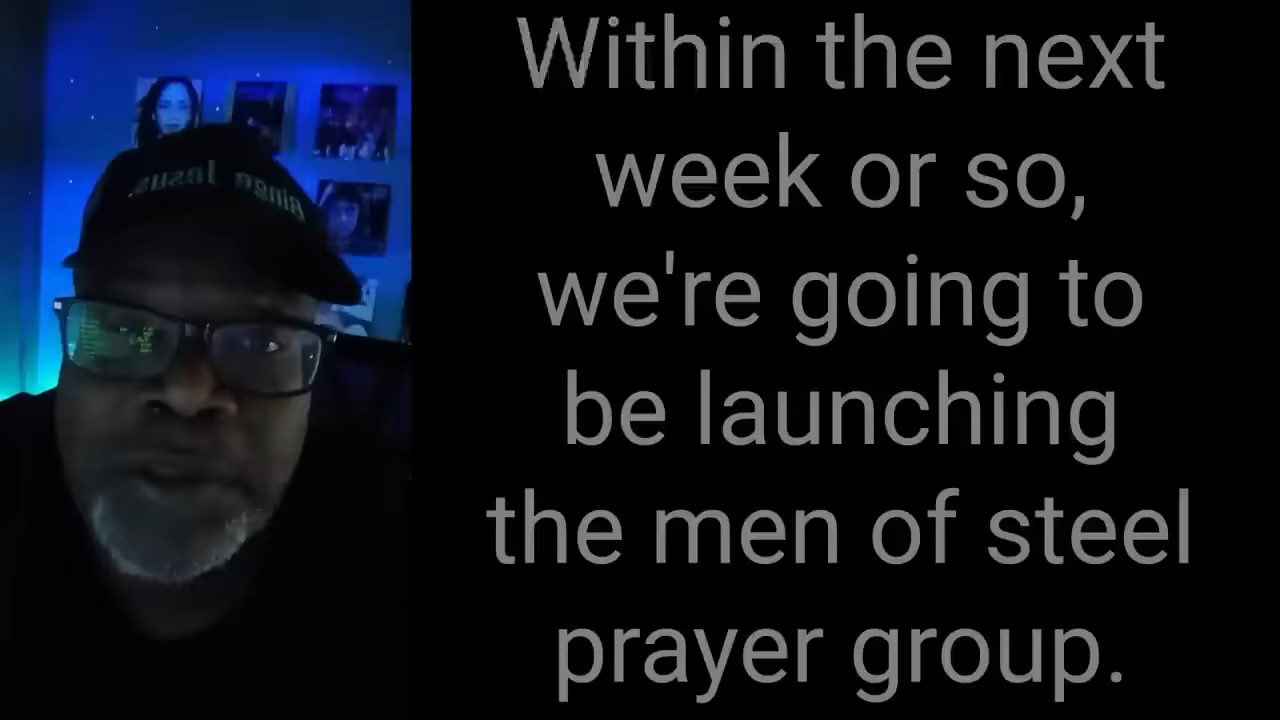 Within the next
week or so,
we're going to
be launching
the men of steel
prayer group.